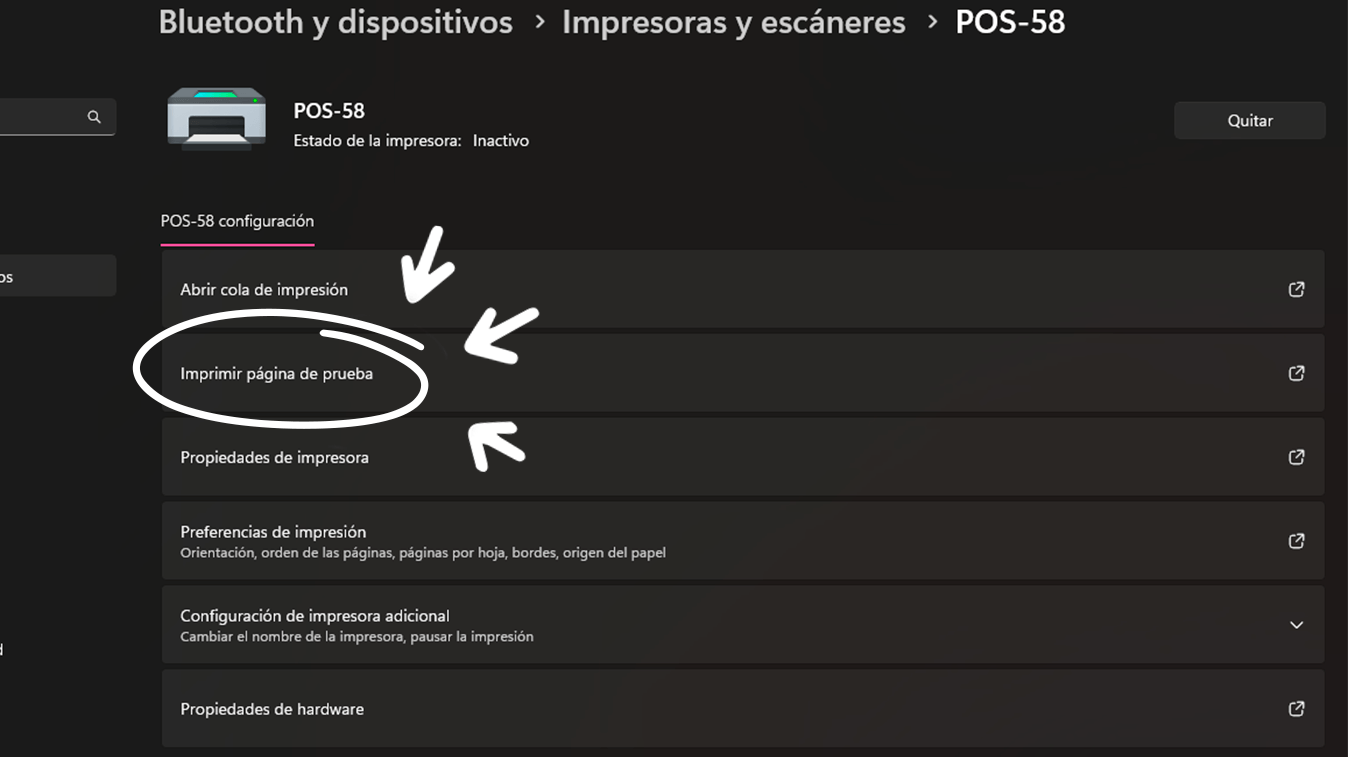 Bluetooth y dispositivos > Impresoras y escáneres > POS-58
POS-58
Estado de la impresora: Inactivo
Quitar
POS-58 configuración
os
Abrir cola de impresión
Imprimir página de prueba
Propiedades de impresora
Preferencias de impresión
Orientación, orden de las páginas, páginas por hoja, bordes, origen del papel
Configuración de impresora adicional
Cambiar el nombre de la impresora, pausar la impresión
d
Propiedades de hardware